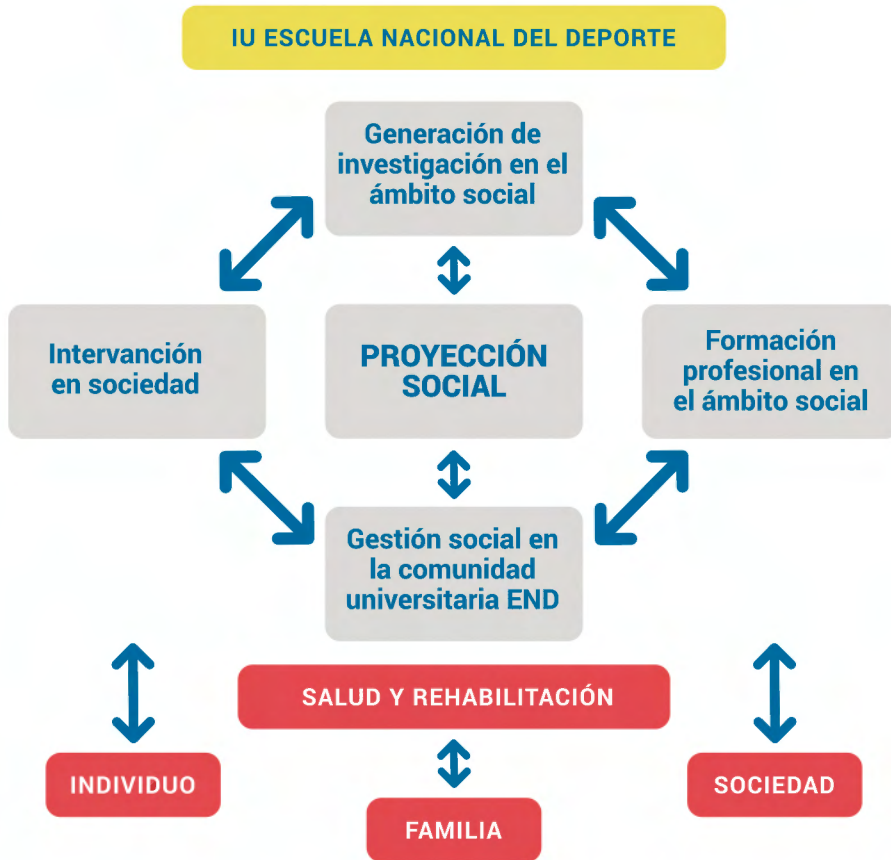 IU ESCUELA NACIONAL DEL DEPORTE
Generación de
investigación en el
ámbito social
Intervanción
en sociedad
PROYECCIÓN
SOCIAL
Formación
profesional en
el ámbito social
Gestión social en
la comunidad
universitaria END
SALUD Y REHABILITACIÓN
INDIVIDUO
FAMILIA
SOCIEDAD